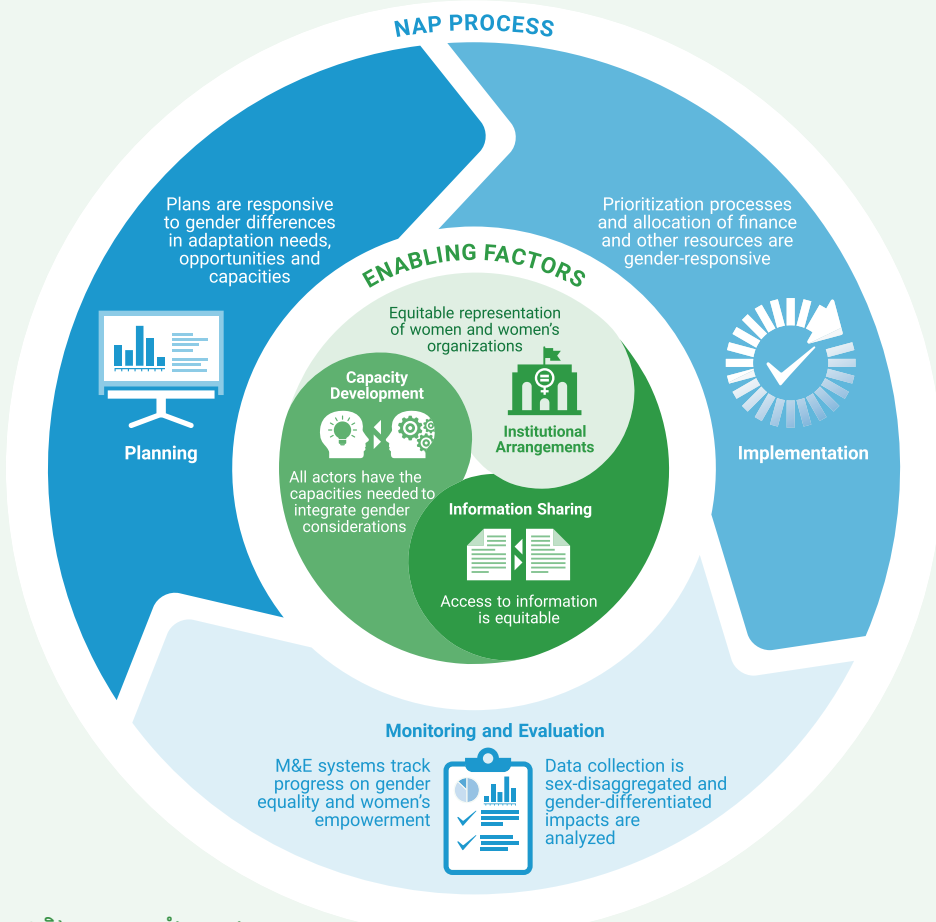 NAP PROCESS
Plans are responsive
to gender differences
in adaptation needs,
opportunities and
capacities
Planning
Prioritization processes
and allocation of finance
and other resources are
gender-responsive
Implementation
ENABLING FACTORS
Equitable representation
of women and women's
organizations
Institutional
Arrangements
Capacity
Development
All actors have the
capacities needed to
integrate gender
considerations
Information Sharing
Access to information
is equitable
Monitoring and Evaluation
M&E systems track
progress on gender
equality and women's
empowerment
Data collection is
sex-disaggregated and
gender-differentiated
impacts are
analyzed